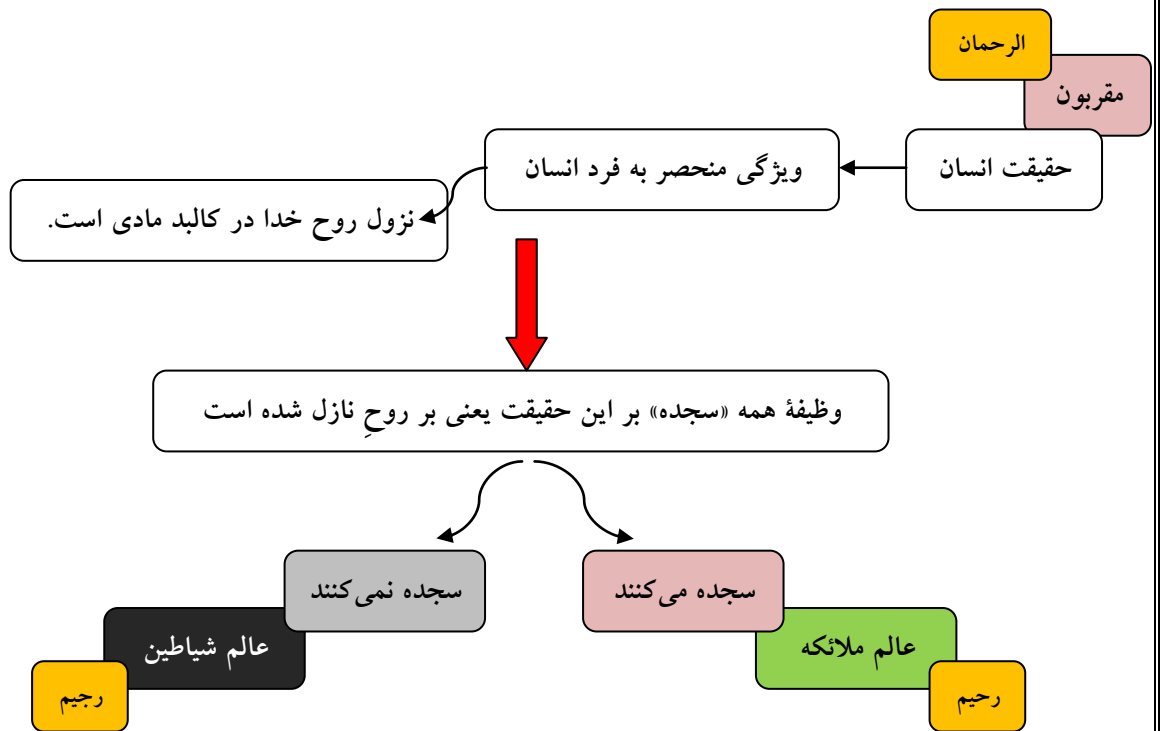 الرحمان
مقربون
حقیقت انسان
ویژگی منحصر به فرد انسان
نزول روح خدا در کالبد مادی است.
وظیفۀ همه «سجده» بر این حقیقت یعنی بر روحِ نازل شده است
سجده می‌کنند
سجده نمی‌کنند
عالم ملائکه
عالم شیاطین
رحیم
رجیم